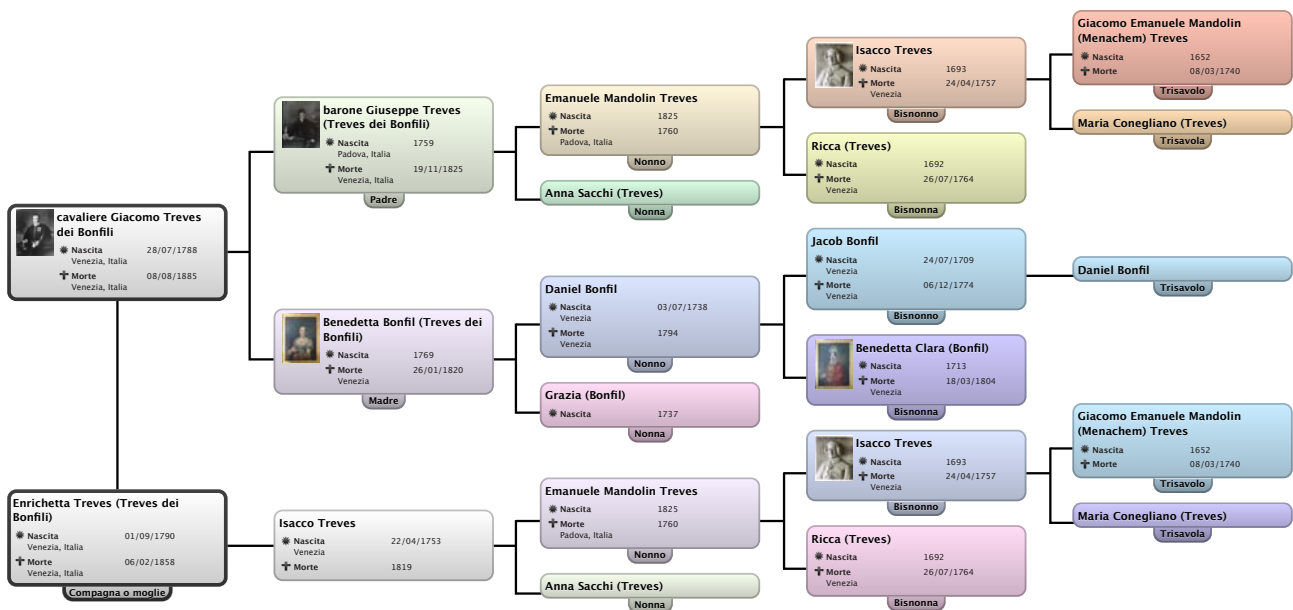 cavaliere Giacomo Treves
dei Bonfili
Nascita 28/07/1788
Venezia, Italia
Morte 08/08/1885
Venezia, Italia
Enrichetta Treves (Treves dei
Bonfili)
Nascita 01/09/1790
Venezia, Italia
Morte 06/02/1858
Venezia, Italia
Compagna o moglie
barone Giuseppe Treves
(Treves dei Bonfili)
Nascita 1759
Padova, Italia
Morte 19/11/1825
Venezia, Italia
Padre
Benedetta Bonfil (Treves dei
Bonfili)
Nascita 1769
Morte 26/01/1820
Venezia
Madre
Isacco Treves
Nascita 22/04/1753
Venezia
Morte 1819
Emanuele Mandolin Treves
Nascita 1825
Morte 1760
Padova, Italia
Nonno
Anna Sacchi (Treves)
Nonna
Daniel Bonfil
Nascita 03/07/1738
Venezia
Morte 1794
Venezia
Nonno
Grazia (Bonfil)
Nascita 1737
Nonna
Emanuele Mandolin Treves
Nascita 1825
Morte 1760
Padova, Italia
Nonno
Anna Sacchi (Treves)
Nonna
Isacco Treves
Nascita 1693
Morte 24/04/1757
Venezia
Bisnonno
Ricca (Treves)
Nascita 1692
Morte 26/07/1764
Venezia
Bisnonna
Jacob Bonfil
Nascita 24/07/1709
Venezia
Morte 06/12/1774
Venezia
Bisnonno
Benedetta Clara (Bonfil)
Nascita 1713
Morte 18/03/1804
Venezia
Bisnonna
Isacco Treves
Nascita 1693
Morte 24/04/1757
Venezia
Bisnonno
Ricca (Treves)
Nascita 1692
Morte 26/07/1764
Venezia
Bisnonna
Giacomo Emanuele Mandolin
(Menachem) Treves
Nascita 1652
Morte 08/03/1740
Trisavolo
Maria Conegliano (Treves)
Trisavola
Daniel Bonfil
Trisavolo
Giacomo Emanuele Mandolin
(Menachem) Treves
Nascita 1652
Morte 08/03/1740
Trisavolo
Maria Conegliano (Treves)
Trisavola